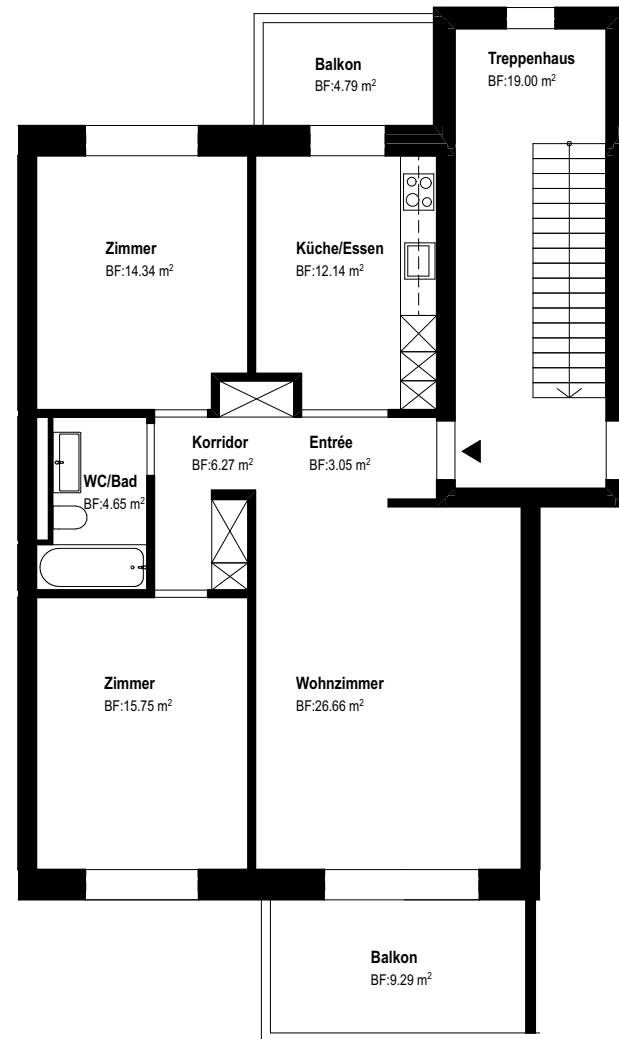 Balkon
BF:4.79 m²
Treppenhaus
BF:19.00 m²
Zimmer
BF:14.34 m²
Küche/Essen
BF:12.14 m²
Korridor
BF:6.27 m²
Entrée
BF:3.05 m²
WC/Bad
BF:4.65 m²
Zimmer
BF:15.75 m²
Wohnzimmer
BF:26.66 m²
Balkon
BF:9.29 m²